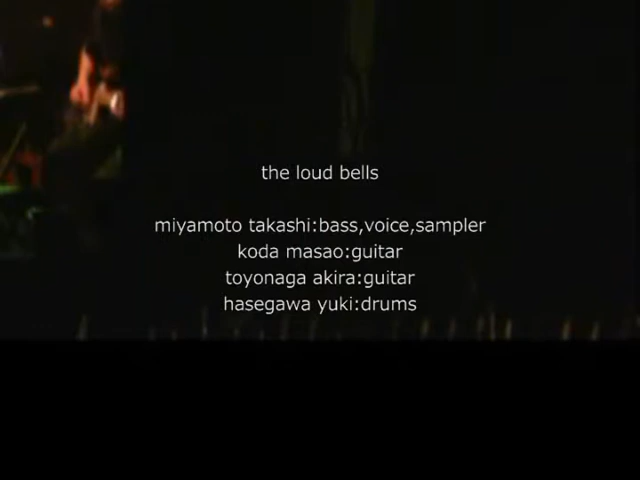 the loud bells
miyamoto takashi:bass,voice,sampler
koda masao:guitar
toyonaga akira:guitar
hasegawa yuki:drums